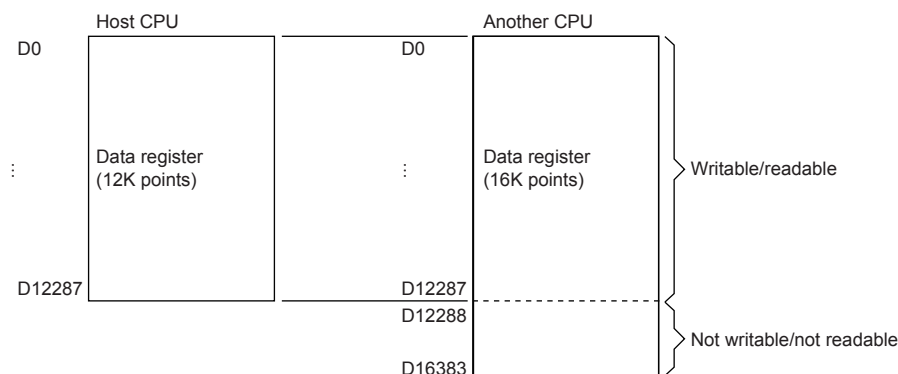 Host CPU
Another CPU
D0
D0
⋮
Data register
(12K points)
⋮
Data register
(16K points)
Writable/readable
D12287
D12287
D12288
Not writable/not readable
D16383